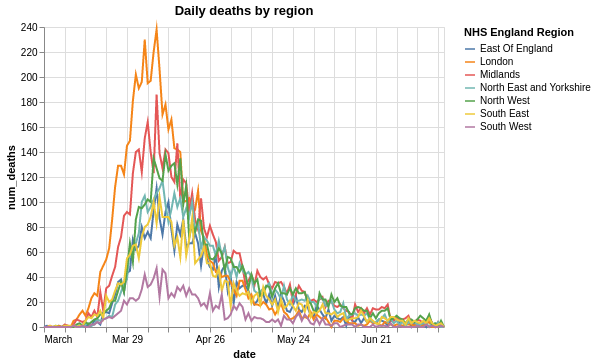 Daily deaths by region
240
220
200
180
160
140
120
100
80
60
40
20
0
num_deaths
March
Mar 29
Apr 26
May 24
Jun 21
date
NHS England Region
East Of England
London
Midlands
North East and Yorkshire
North West
South East
South West